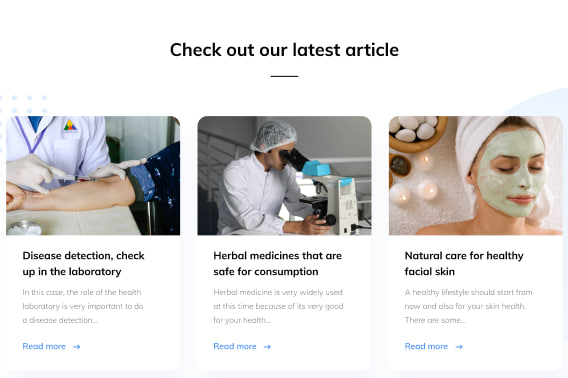 Check out our latest article
Disease detection, check
up in the laboratory
In this case, the role of the health
laboratory is very important to do
a disease detection...
Read more →
Herbal medicines that are
safe for consumption
Herbal medicine is very widely used
at this time because of its very good
for your health...
Read more →
Natural care for healthy
facial skin
A healthy lifestyle should start from
now and also for your skin health.
There are some...
Read more →